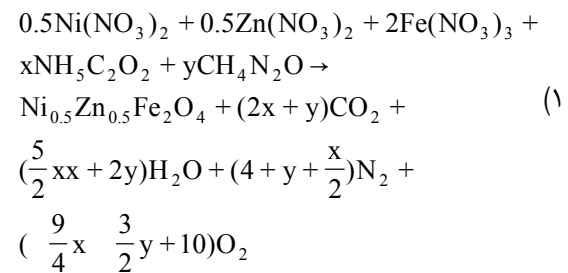 0.5Ni(NO₃)₂ + 0.5Zn(NO₃)₂ + 2Fe(NO₃)₃ +
xNH₅C₂O₂ + yCH₄N₂O →
Ni₀.₅Zn₀.₅Fe₂O₄ + (2x + y)CO₂ + (۱
(5/2 xx + 2y)H₂O + (4 + y + x/2)N₂ +
( 9/4 x 3/2 y + 10)O₂